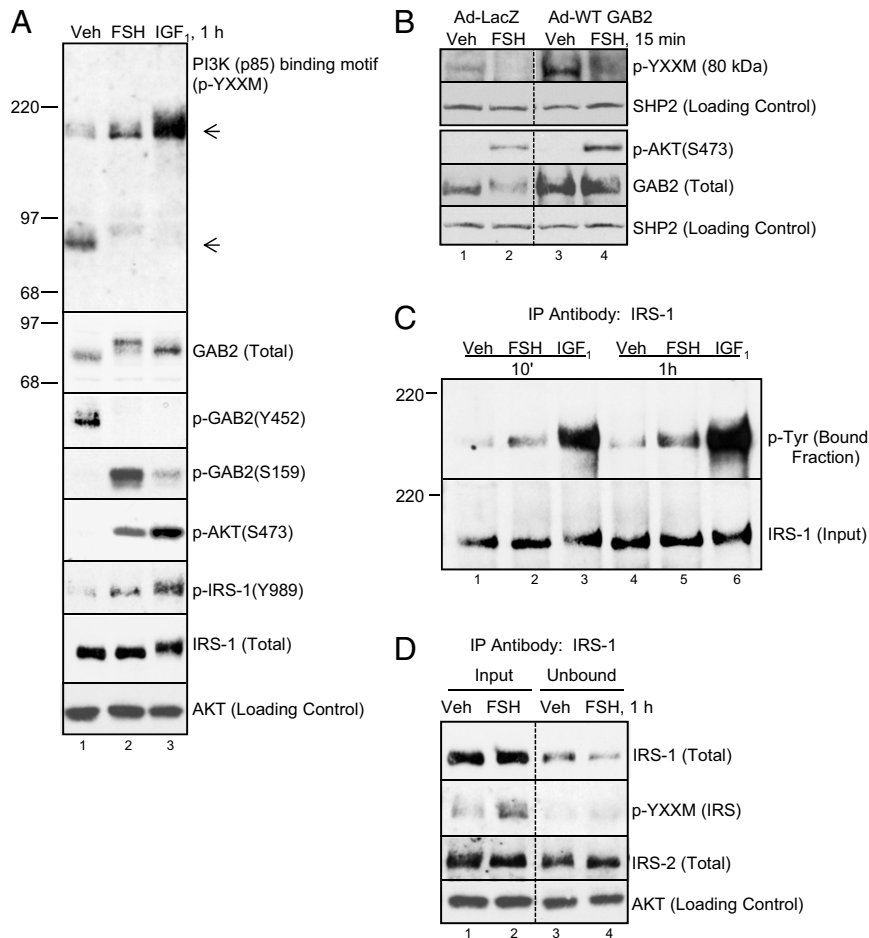 A
Veh FSH IGF1, 1 h
PI3K (p85) binding motif
(p-YXXM)
220
97
68
97
GAB2 (Total)
68
p-GAB2(Y452)
p-GAB2(S159)
p-AKT(S473)
p-IRS-1(Y989)
IRS-1 (Total)
AKT (Loading Control)
1 2 3
B
Ad-LacZ Ad-WT GAB2
Veh FSH Veh FSH, 15 min
p-YXXM (80 kDa)
SHP2 (Loading Control)
p-AKT(S473)
GAB2 (Total)
SHP2 (Loading Control)
1 2 3 4
C
IP Antibody: IRS-1
Veh FSH IGF1 Veh FSH IGF1
10' 1h
220
p-Tyr (Bound
Fraction)
220
IRS-1 (Input)
1 2 3 4 5 6
D
IP Antibody: IRS-1
Input Unbound
Veh FSH Veh FSH, 1 h
IRS-1 (Total)
p-YXXM (IRS)
IRS-2 (Total)
AKT (Loading Control)
1 2 3 4